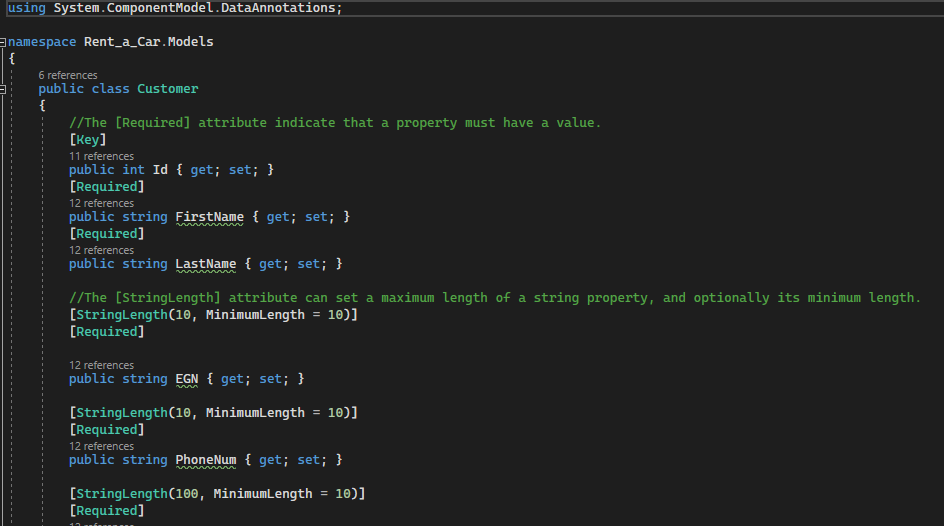 using System.ComponentModel.DataAnnotations;
namespace Rent_a_Car.Models
{
6 references
public class Customer
{
//The [Required] attribute indicate that a property must have a value.
[Key]
11 references
public int Id { get; set; }
[Required]
12 references
public string FirstName { get; set; }
[Required]
12 references
public string LastName { get; set; }
//The [StringLength] attribute can set a maximum length of a string property, and optionally its minimum length.
[StringLength(10, MinimumLength = 10)]
[Required]
12 references
public string EGN { get; set; }
[StringLength(10, MinimumLength = 10)]
[Required]
12 references
public string PhoneNum { get; set; }
[StringLength(100, MinimumLength = 10)]
[Required]